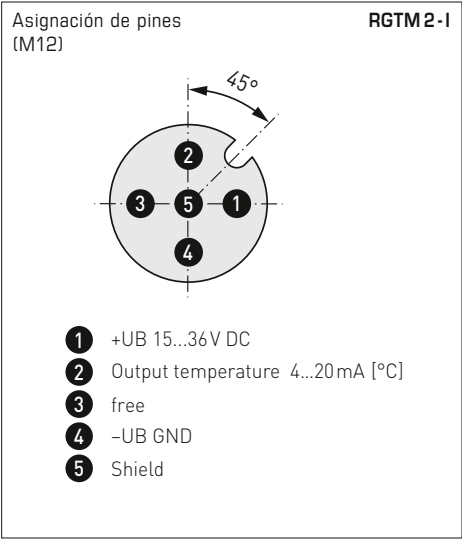 Asignación de pines
(M12)
RGTM 2 - I
45°
2
3
5
1
4
1 +UB 15...36 V DC
2 Output temperature 4...20 mA [°C]
3 free
4 –UB GND
5 Shield